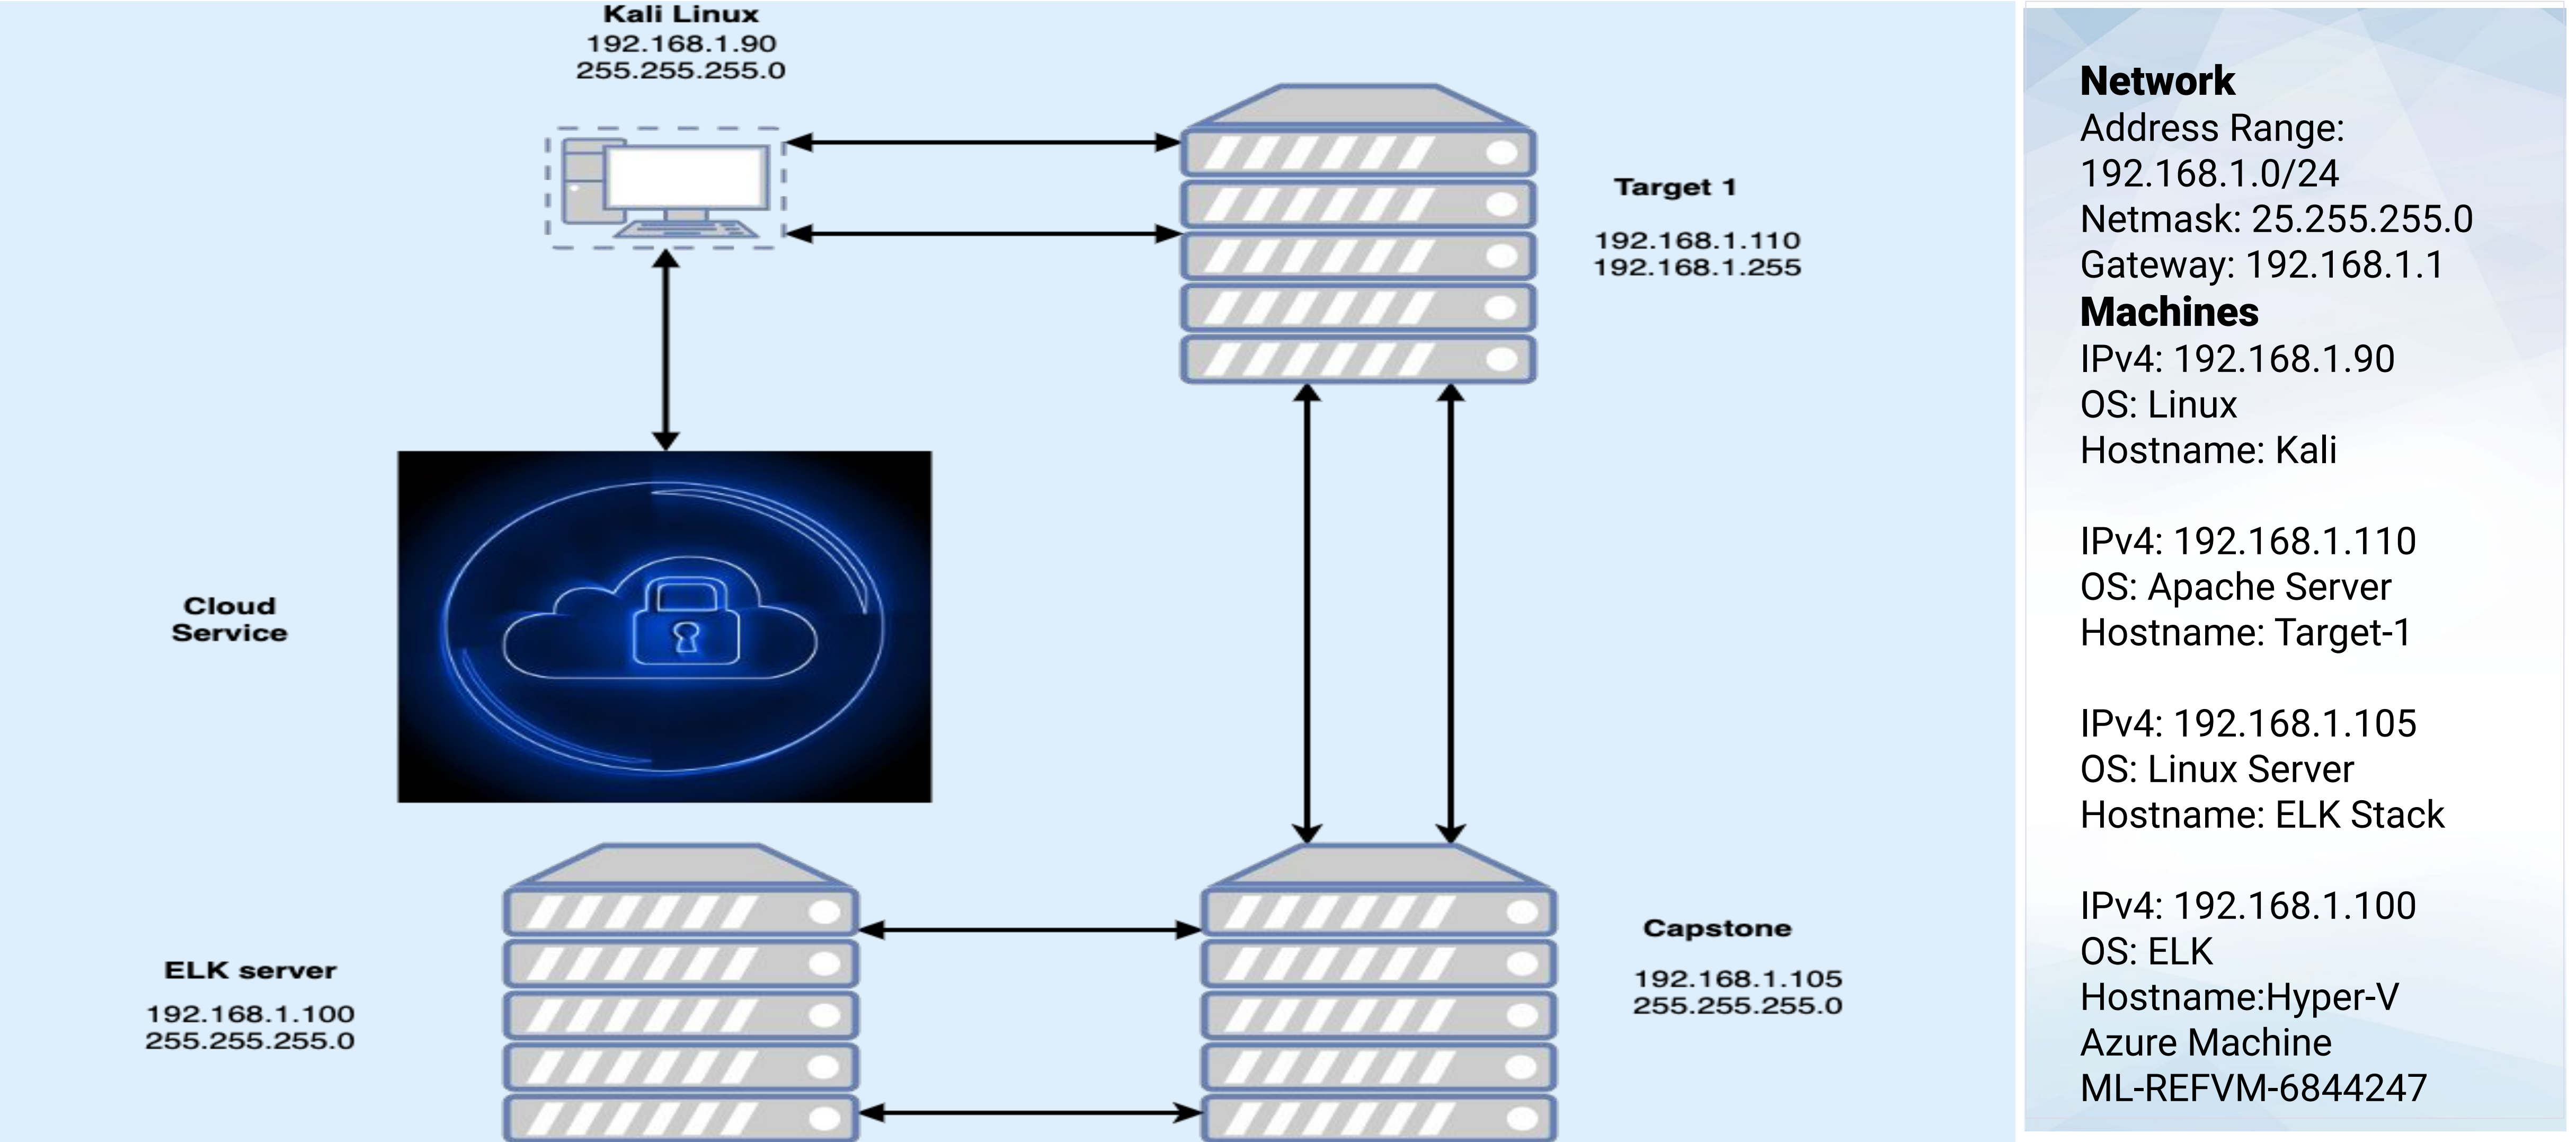 Kali Linux
192.168.1.90
255.255.255.0
Target 1
192.168.1.110
192.168.1.255
Cloud
Service
ELK server
192.168.1.100
255.255.255.0
Capstone
192.168.1.105
255.255.255.0
Network
Address Range:
192.168.1.0/24
Netmask: 25.255.255.0
Gateway: 192.168.1.1
Machines
IPv4: 192.168.1.90
OS: Linux
Hostname: Kali
IPv4: 192.168.1.110
OS: Apache Server
Hostname: Target-1
IPv4: 192.168.1.105
OS: Linux Server
Hostname: ELK Stack
IPv4: 192.168.1.100
OS: ELK
Hostname:Hyper-V
Azure Machine
ML-REFVM-6844247